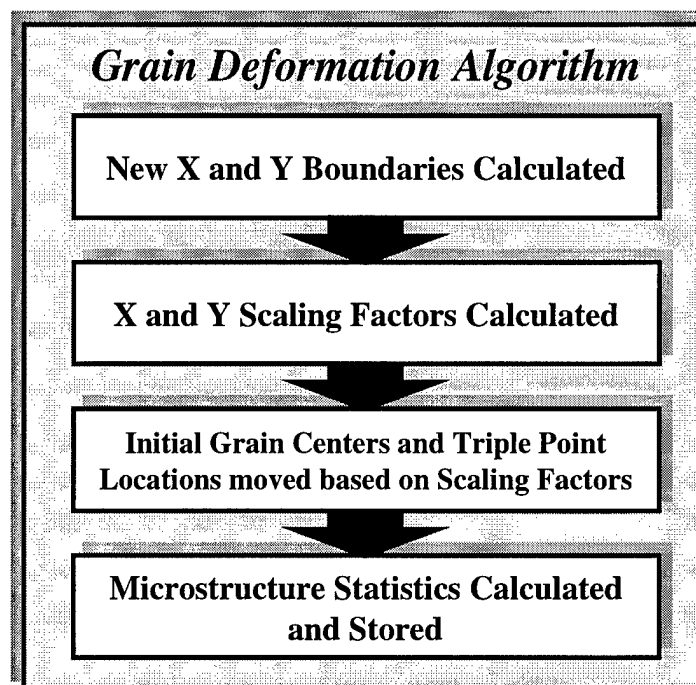 Grain Deformation Algorithm
New X and Y Boundaries Calculated
X and Y Scaling Factors Calculated
Initial Grain Centers and Triple Point
Locations moved based on Scaling Factors
Microstructure Statistics Calculated
and Stored